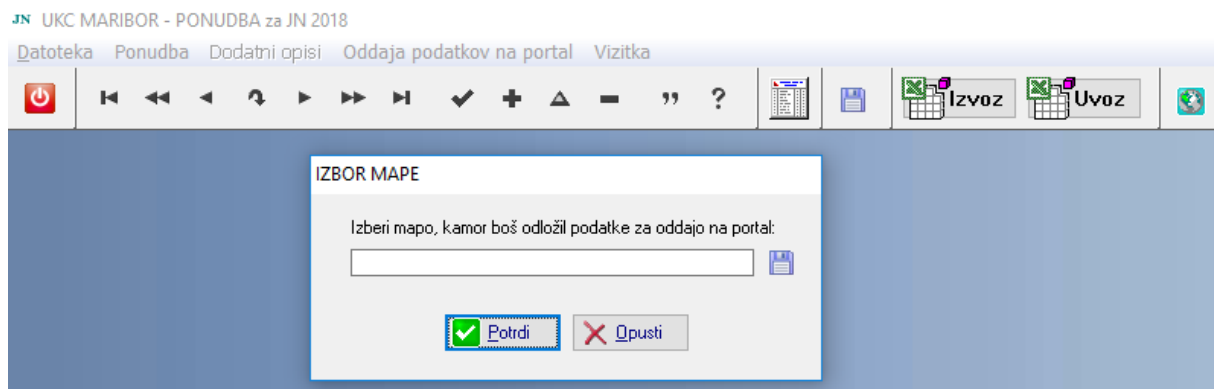 JN UKC MARIBOR - PONUDBA za JN 2018
Datoteka Ponudba Dodatni opisi Oddaja podatkov na portal Vizitka
Izvoz Uvoz
IZBOR MAPE
Izberi mapo, kamor boš odložil podatke za oddajo na portal:
Potrdi Opusti